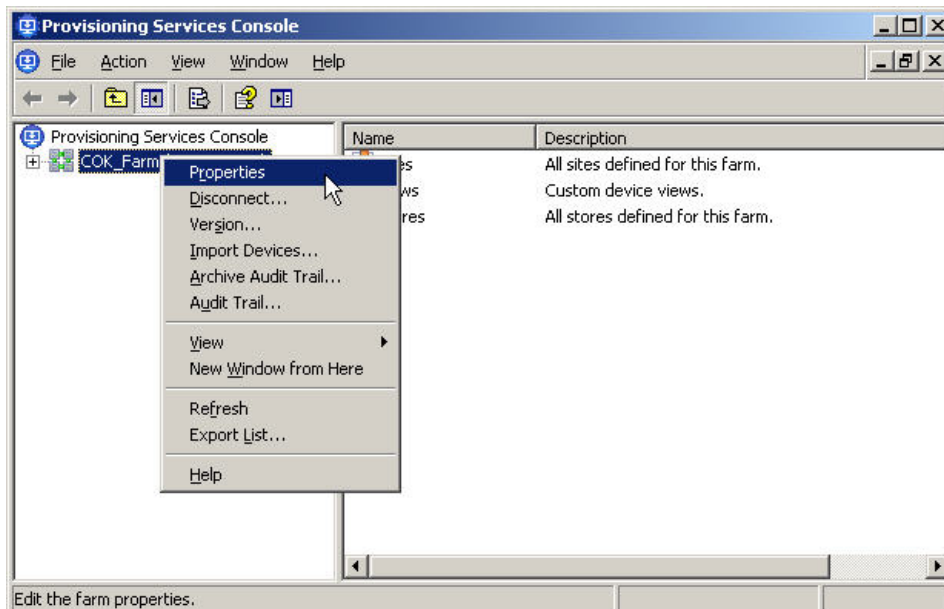 Provisioning Services Console
File Action View Window Help
Provisioning Services Console
Name Description
COK_Farm
Properties
All sites defined for this farm.
Disconnect...
Custom device views.
Version...
All stores defined for this farm.
Import Devices...
Archive Audit Trail...
Audit Trail...
View
New Window from Here
Refresh
Export List...
Help
Edit the farm properties.